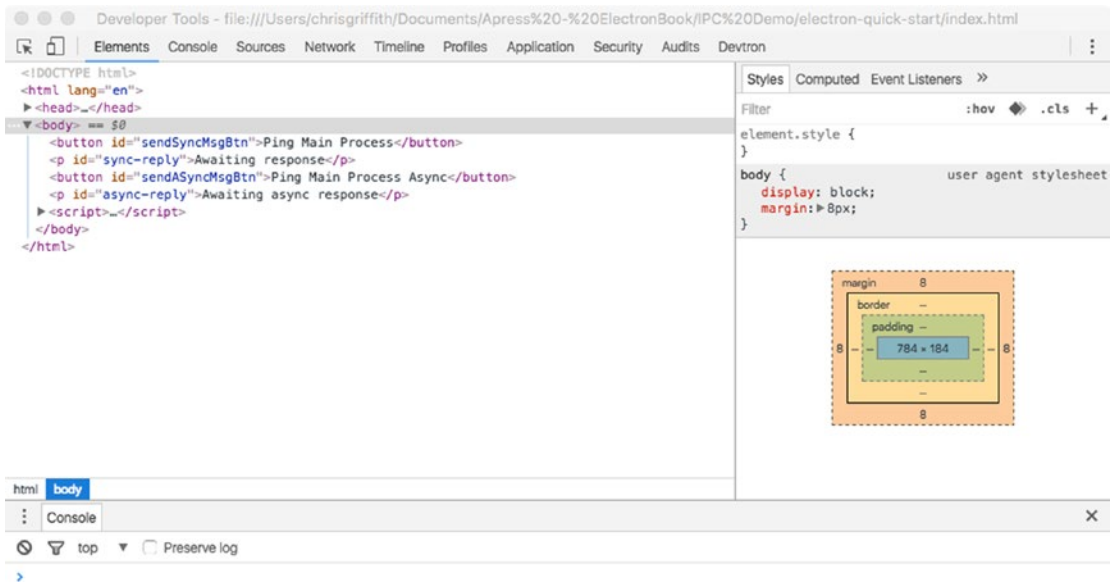 Developer Tools - file:///Users/chrisgriffith/Documents/Apress%20-%20ElectronBook/IPC%20Demo/electron-quick-start/index.html
Elements Console Sources Network Timeline Profiles Application Security Audits Devtron
<!DOCTYPE html>
<html lang="en">
▶<head>…</head>
…▼<body> == $0
<button id="sendSyncMsgBtn">Ping Main Process</button>
<p id="sync-reply">Awaiting response</p>
<button id="sendASyncMsgBtn">Ping Main Process Async</button>
<p id="async-reply">Awaiting async response</p>
▶<script>…</script>
</body>
</html>
html body
Styles Computed Event Listeners »
Filter :hov .cls +
element.style {
}
body { user agent stylesheet
display: block;
margin:▶8px;
}
margin 8
border –
padding –
8 – – 784 × 184 – – 8
–
–
8
Console ×
top ▼ Preserve log
>